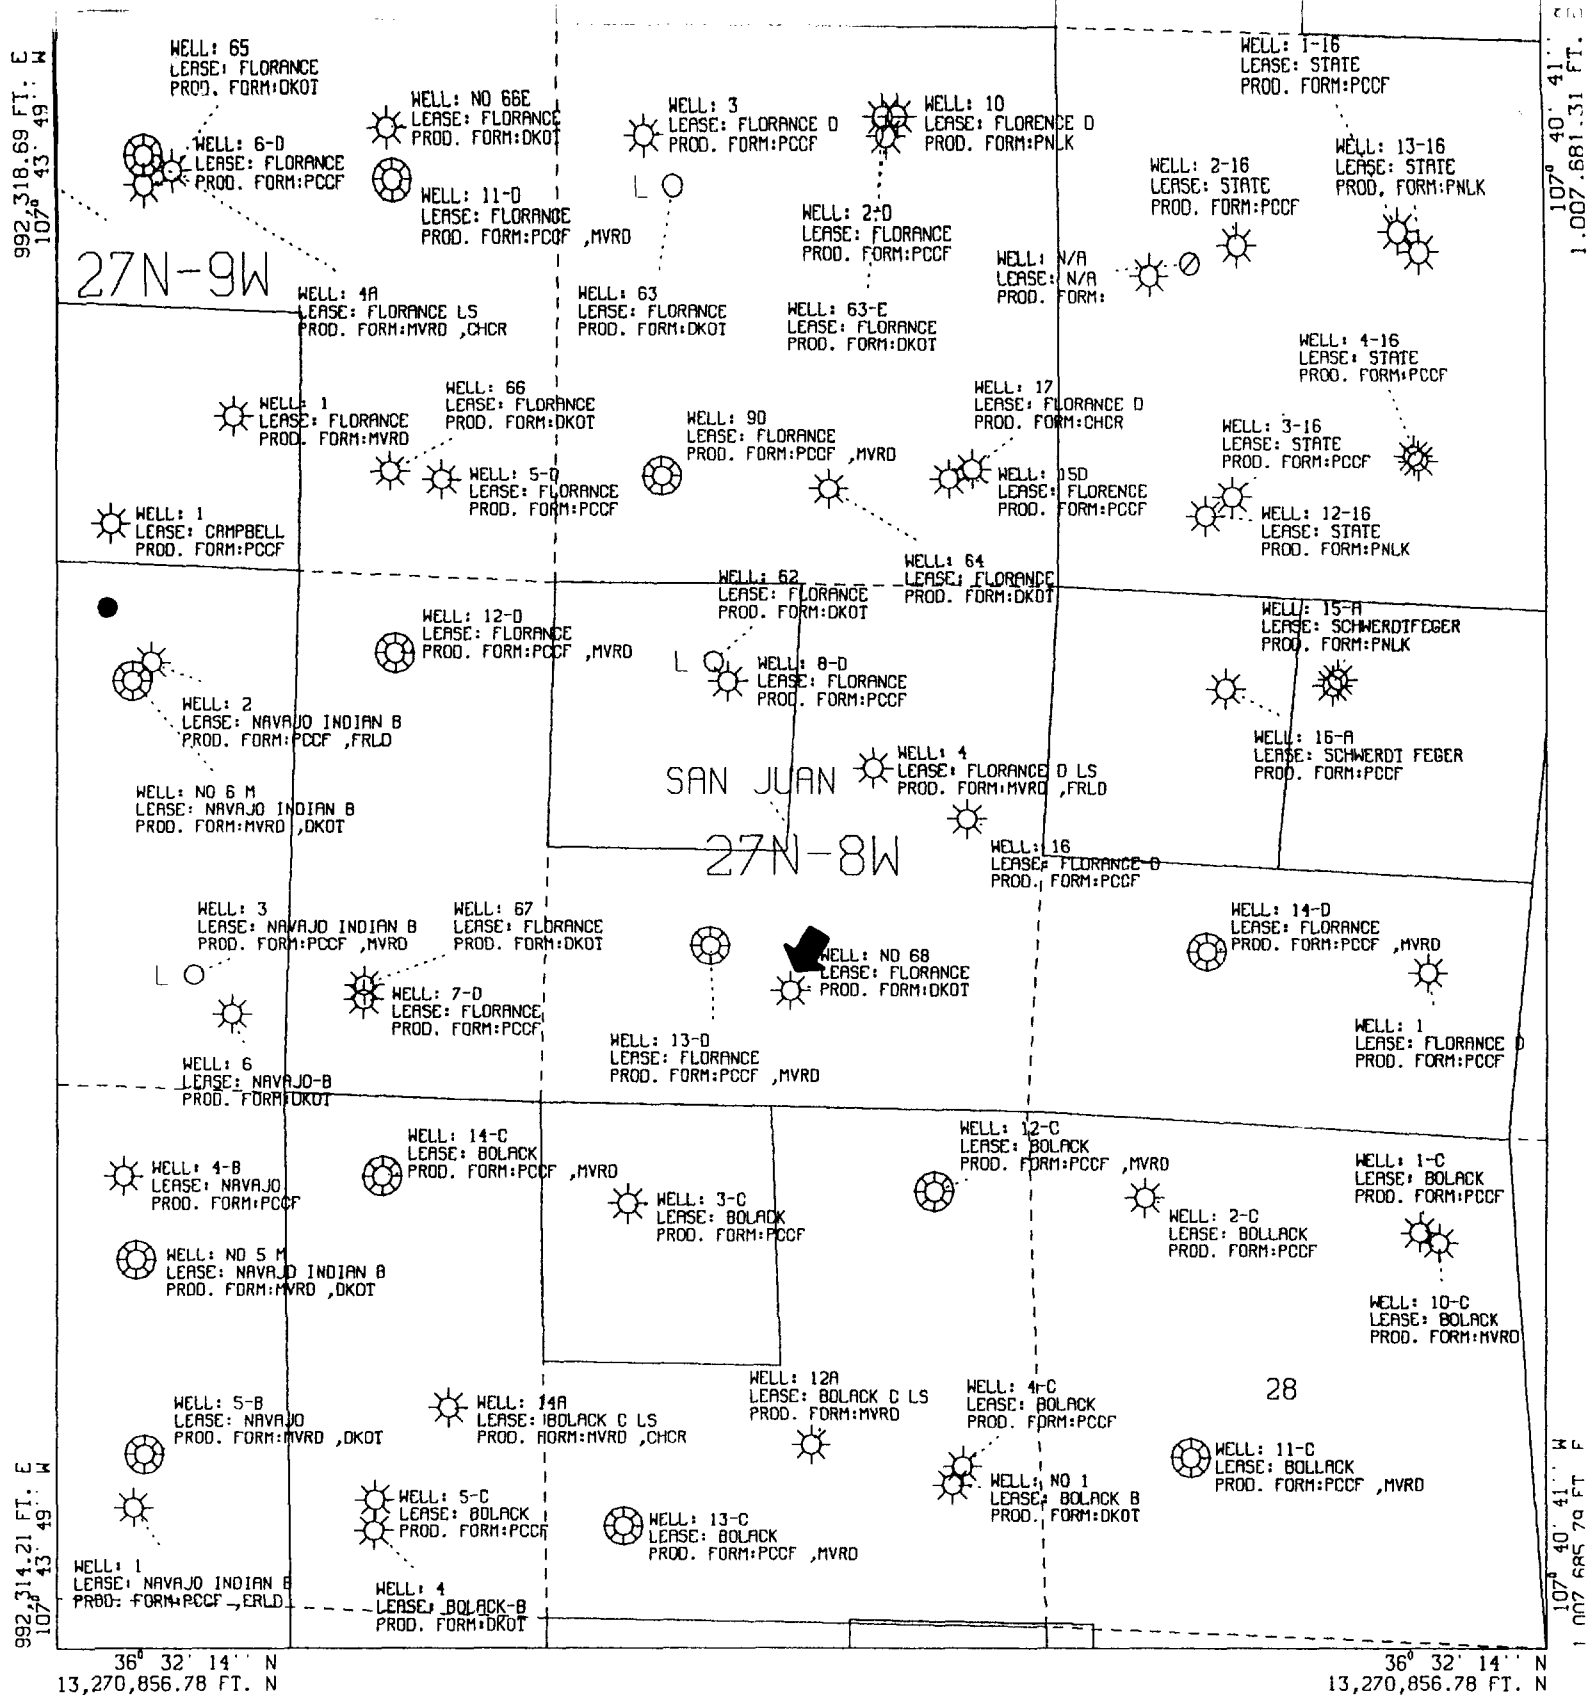 992,318.69 FT. E
107° 43' 49'' W
107° 40' 41''
1,007,681.31 FT. E
WELL: 65
LEASE: FLORANCE
PROD. FORM:DKOT
WELL: NO 66E
LEASE: FLORANCE
PROD. FORM:DKOT
WELL: 3
LEASE: FLORANCE D
PROD. FORM:PCCF
WELL: 10
LEASE: FLORENCE D
PROD. FORM:PNLK
WELL: 1-16
LEASE: STATE
PROD. FORM:PCCF
WELL: 6-D
LEASE: FLORANCE
PROD. FORM:PCCF
WELL: 11-D
LEASE: FLORANCE
PROD. FORM:PCCF ,MVRD
L
WELL: 2-D
LEASE: FLORANCE
PROD. FORM:PCCF
WELL: 2-16
LEASE: STATE
PROD. FORM:PCCF
WELL: 13-16
LEASE: STATE
PROD. FORM:PNLK
27N-9W
WELL: 4A
LEASE: FLORANCE LS
PROD. FORM:MVRD ,CHCR
WELL: 63
LEASE: FLORANCE
PROD. FORM:DKOT
WELL: 63-E
LEASE: FLORANCE
PROD. FORM:DKOT
WELL: N/A
LEASE: N/A
PROD. FORM:
WELL: 4-16
LEASE: STATE
PROD. FORM:PCCF
WELL: 1
LEASE: FLORANCE
PROD. FORM:MVRD
WELL: 66
LEASE: FLORANCE
PROD. FORM:DKOT
WELL: 9D
LEASE: FLORANCE
PROD. FORM:PCCF ,MVRD
WELL: 17
LEASE: FLORANCE D
PROD. FORM:CHCR
WELL: 3-16
LEASE: STATE
PROD. FORM:PCCF
WELL: 1
LEASE: CAMPBELL
PROD. FORM:PCCF
WELL: 5-D
LEASE: FLORANCE
PROD. FORM:PCCF
WELL: 15D
LEASE: FLORENCE
PROD. FORM:PCCF
WELL: 12-16
LEASE: STATE
PROD. FORM:PNLK
WELL: 62
LEASE: FLORANCE
PROD. FORM:DKOT
WELL: 64
LEASE: FLORANCE
PROD. FORM:DKOT
WELL: 12-D
LEASE: FLORANCE
PROD. FORM:PCCF ,MVRD
WELL: 15-A
LEASE: SCHWERDTFEGER
PROD. FORM:PNLK
L
WELL: 8-D
LEASE: FLORANCE
PROD. FORM:PCCF
WELL: 2
LEASE: NAVAJO INDIAN B
PROD. FORM:PCCF ,FRLD
WELL: 16-A
LEASE: SCHWERDT FEGER
PROD. FORM:PCCF
WELL: NO 6 M
LEASE: NAVAJO INDIAN B
PROD. FORM:MVRD ,DKOT
SAN JUAN
WELL: 4
LEASE: FLORANCE D LS
PROD. FORM:MVRD ,FRLD
27N-8W
WELL: 16
LEASE: FLORANCE D
PROD. FORM:PCCF
WELL: 3
LEASE: NAVAJO INDIAN B
PROD. FORM:PCCF ,MVRD
L
WELL: 67
LEASE: FLORANCE
PROD. FORM:DKOT
WELL: NO 68
LEASE: FLORANCE
PROD. FORM:DKOT
WELL: 14-D
LEASE: FLORANCE
PROD. FORM:PCCF ,MVRD
WELL: 7-D
LEASE: FLORANCE
PROD. FORM:PCCF
WELL: 13-D
LEASE: FLORANCE
PROD. FORM:PCCF ,MVRD
WELL: 1
LEASE: FLORANCE D
PROD. FORM:PCCF
WELL: 6
LEASE: NAVAJO-B
PROD. FORM:DKOT
WELL: 14-C
LEASE: BOLACK
PROD. FORM:PCCF ,MVRD
WELL: 12-C
LEASE: BOLACK
PROD. FORM:PCCF ,MVRD
WELL: 1-C
LEASE: BOLACK
PROD. FORM:PCCF
WELL: 4-B
LEASE: NAVAJO
PROD. FORM:PCCF
WELL: 3-C
LEASE: BOLACK
PROD. FORM:PCCF
WELL: 2-C
LEASE: BOLLACK
PROD. FORM:PCCF
WELL: NO 5 M
LEASE: NAVAJO INDIAN B
PROD. FORM:MVRD ,DKOT
WELL: 10-C
LEASE: BOLACK
PROD. FORM:MVRD
WELL: 5-B
LEASE: NAVAJO
PROD. FORM:MVRD ,DKOT
WELL: 14A
LEASE: BOLACK C LS
PROD. FORM:MVRD ,CHCR
WELL: 12A
LEASE: BOLACK C LS
PROD. FORM:MVRD
WELL: 4-C
LEASE: BOLACK
PROD. FORM:PCCF
28
WELL: 11-C
LEASE: BOLLACK
PROD. FORM:PCCF ,MVRD
WELL: 5-C
LEASE: BOLACK
PROD. FORM:PCCF
WELL: 13-C
LEASE: BOLACK
PROD. FORM:PCCF ,MVRD
WELL: NO 1
LEASE: BOLACK B
PROD. FORM:DKOT
WELL: 1
LEASE: NAVAJO INDIAN B
PROD. FORM:PCCF ,FRLD
WELL: 4
LEASE: BOLACK-B
PROD. FORM:DKOT
992,314.21 FT. E
107° 43' 49'' W
107° 40' 41'' W
1,007,685.79 FT
36° 32' 14'' N
13,270,856.78 FT. N
36° 32' 14'' N
13,270,856.78 FT. N